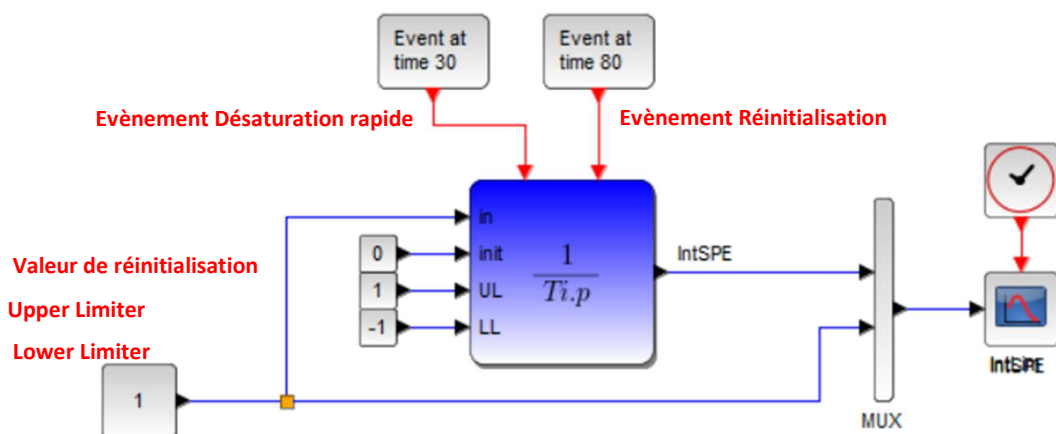 Event at
time 30
Event at
time 80
Evènement Désaturation rapide
Evènement Réinitialisation
in
Valeur de réinitialisation
0
init
1
Ti.p
IntSPE
Upper Limiter
1
UL
Lower Limiter
-1
LL
1
MUX